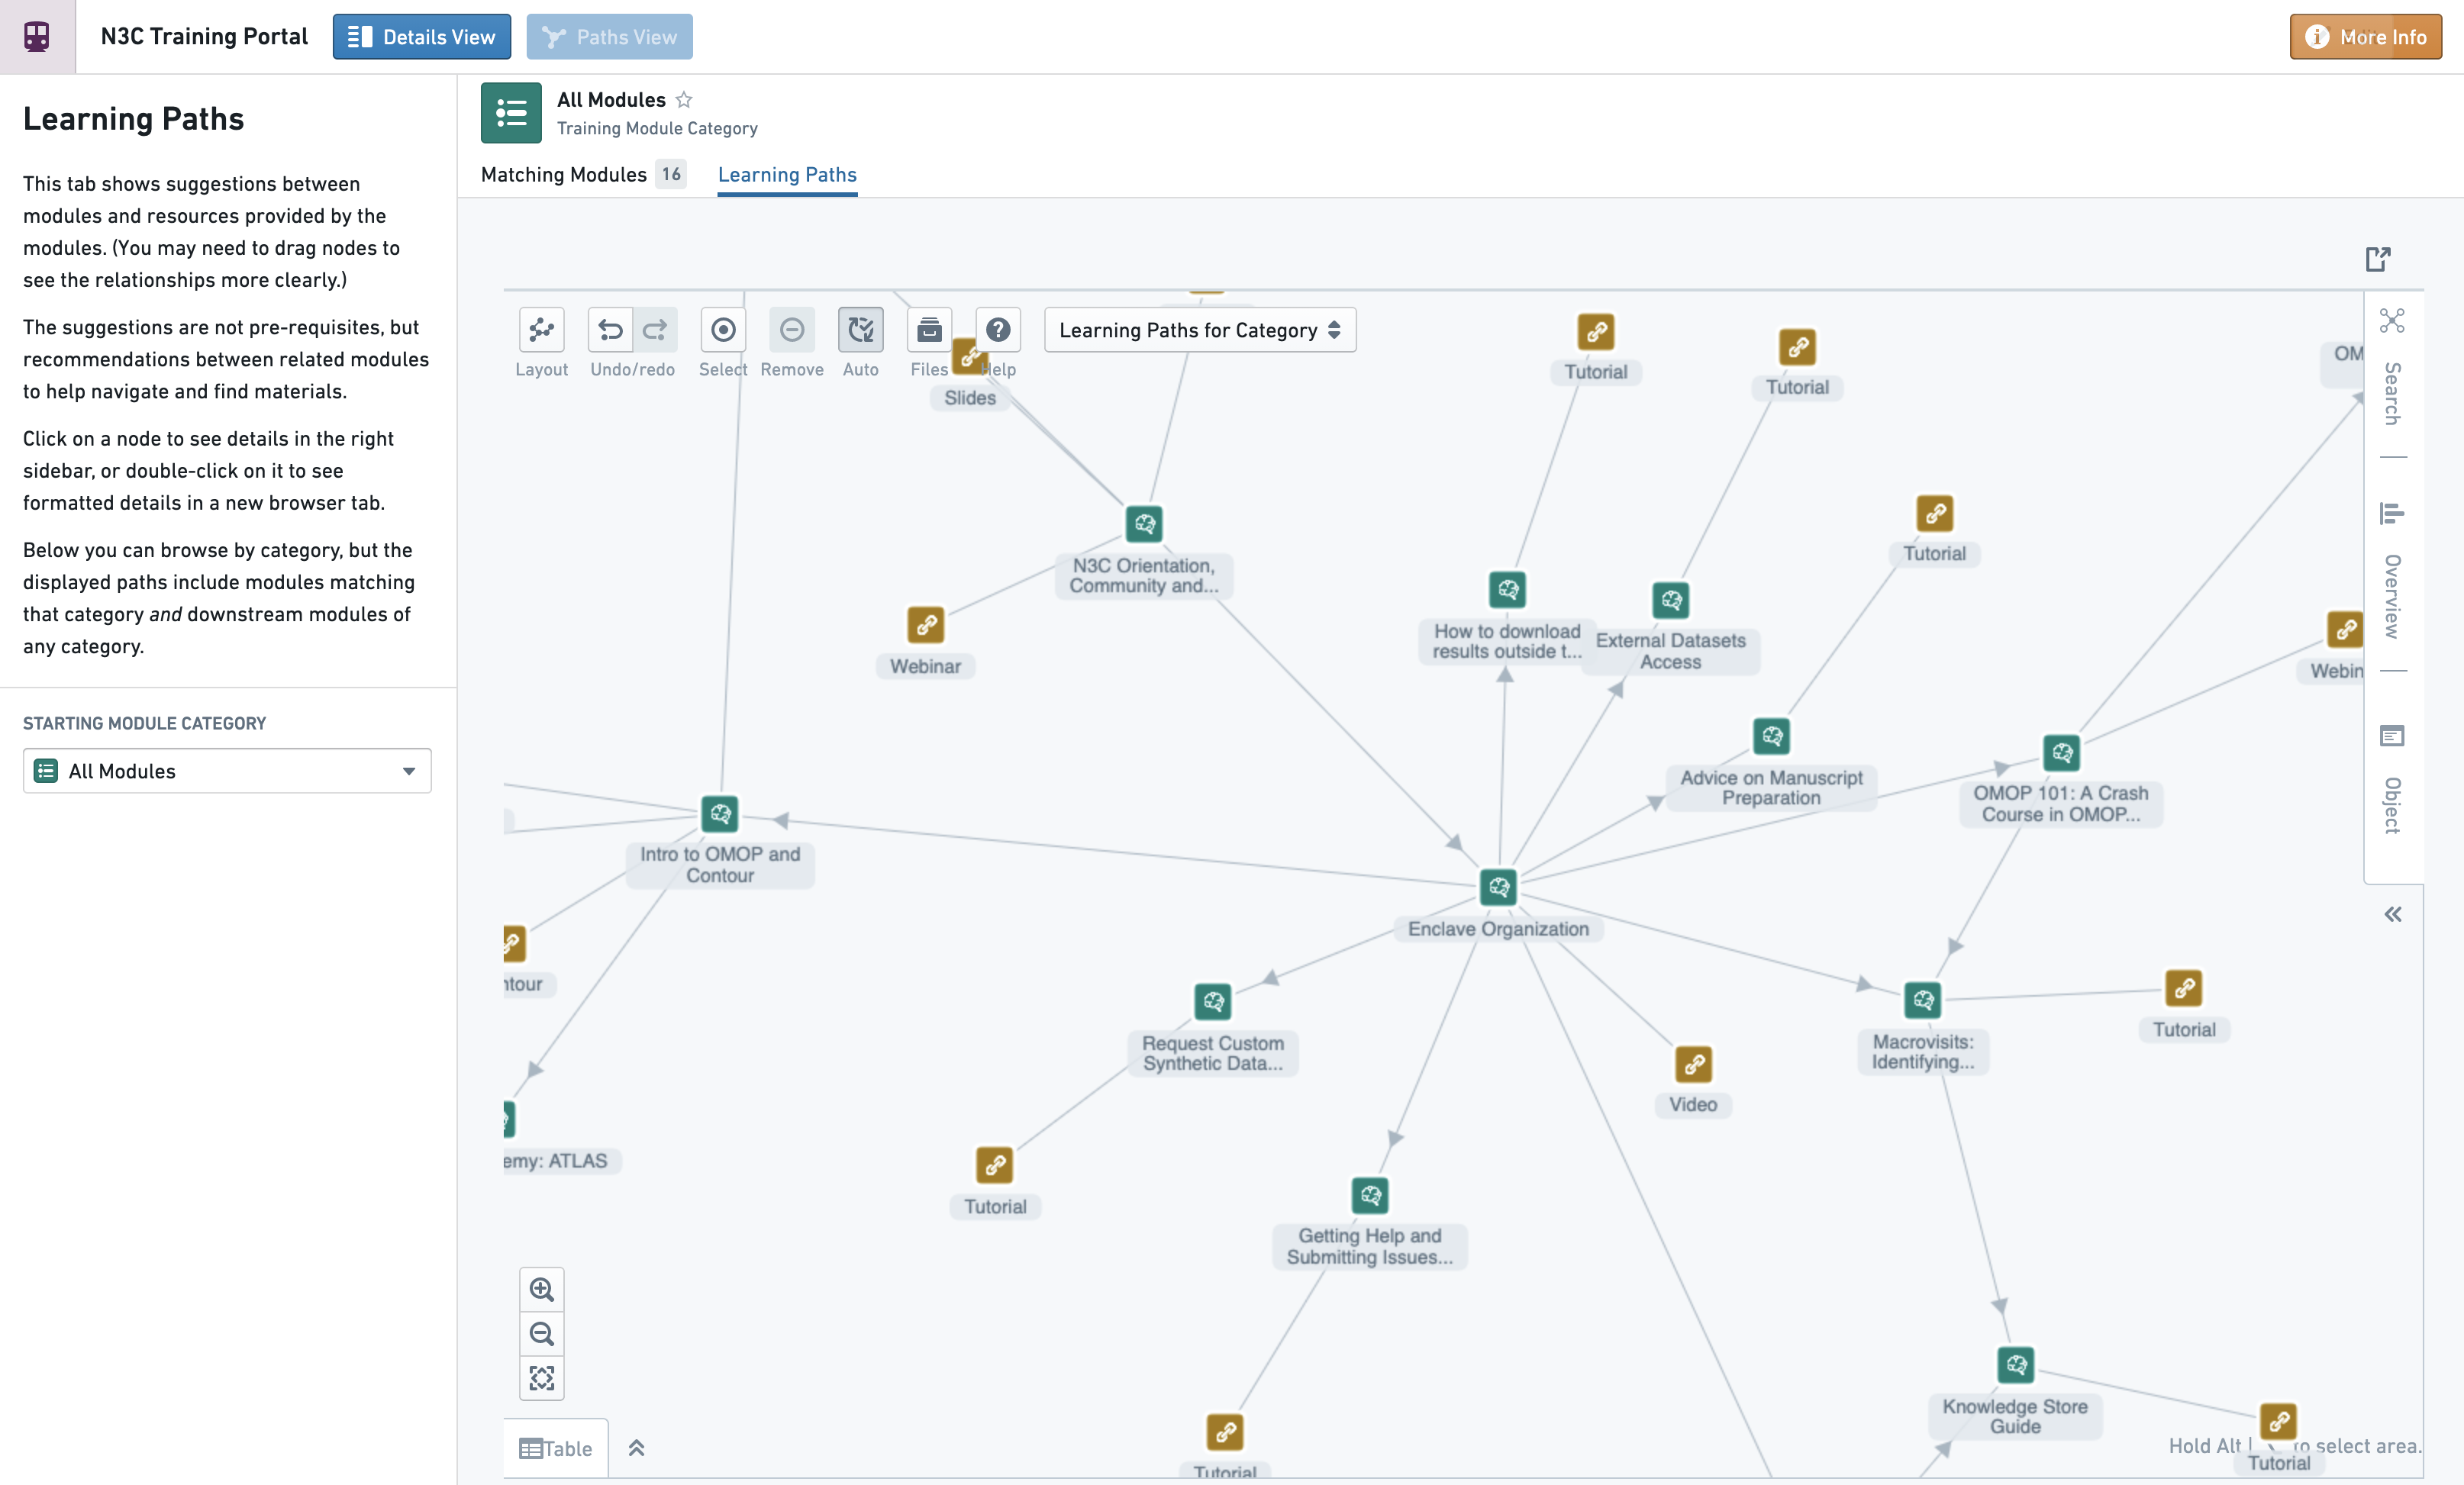 N3C Training Portal
Details View
Paths View
More Info
Learning Paths
This tab shows suggestions between
modules and resources provided by the
modules. (You may need to drag nodes to
see the relationships more clearly.)
The suggestions are not pre-requisites, but
recommendations between related modules
to help navigate and find materials.
Click on a node to see details in the right
sidebar, or double-click on it to see
formatted details in a new browser tab.
Below you can browse by category, but the
displayed paths include modules matching
that category and downstream modules of
any category.
STARTING MODULE CATEGORY
All Modules
All Modules
Training Module Category
Matching Modules 16
Learning Paths
Layout
Undo/redo
Select
Remove
Auto
Files
Help
Learning Paths for Category
Slides
Tutorial
Tutorial
OM
Search
Overview
Object
Tutorial
N3C Orientation,
Community and...
Webinar
How to download
results outside t...
External Datasets
Access
Webin
Advice on Manuscript
Preparation
OMOP 101: A Crash
Course in OMOP...
Intro to OMOP and
Contour
Enclave Organization
ntour
Request Custom
Synthetic Data...
Macrovisits:
Identifying...
Tutorial
Video
emy: ATLAS
Tutorial
Getting Help and
Submitting Issues...
Knowledge Store
Guide
Tutorial
Hold Alt
to select area.
Tutorial
Table